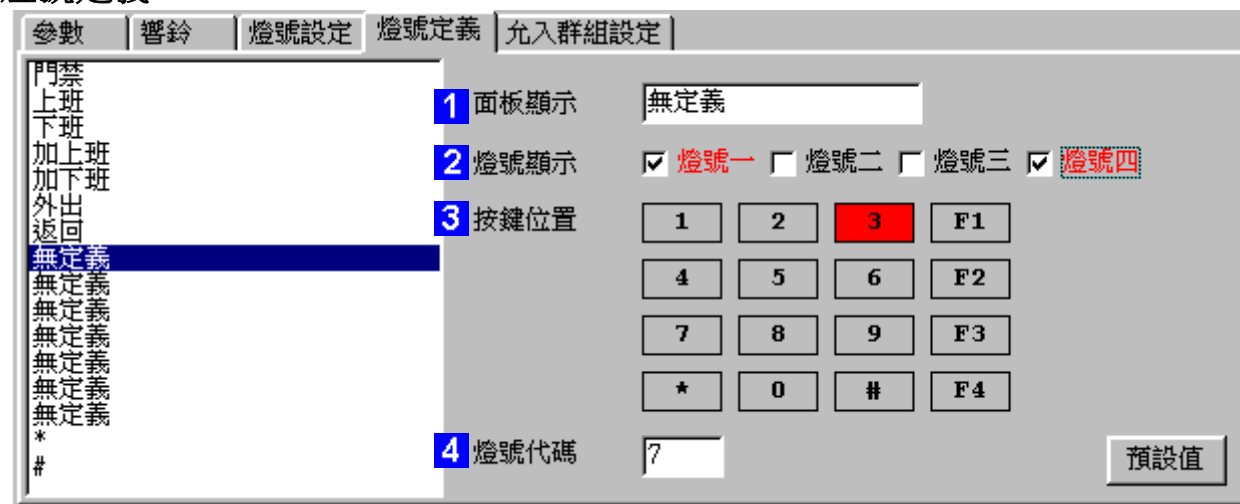 參數 響鈴 燈號設定 燈號定義 允入群組設定
門禁
上班
下班
加上班
加下班
外出
返回
無定義
無定義
無定義
無定義
無定義
無定義
無定義
*
#
1 面板顯示 無定義
2 燈號顯示 燈號一 燈號二 燈號三 燈號四
3 按鍵位置
1 2 3 F1
4 5 6 F2
7 8 9 F3
* 0 # F4
4 燈號代碼 7
預設值